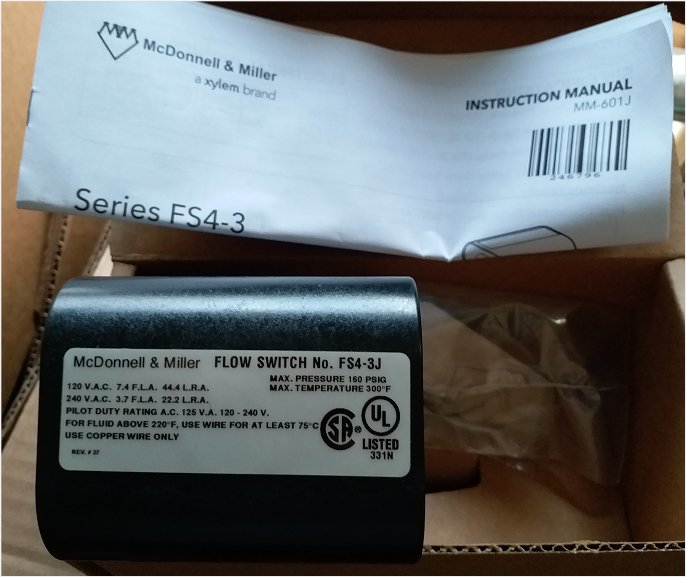 McDonnell & Miller
a xylem brand
INSTRUCTION MANUAL
MM-601J
246796
Series FS4-3
McDonnell & Miller FLOW SWITCH No. FS4-3J
MAX. PRESSURE 160 PSIG
MAX. TEMPERATURE 300°F
120 V.A.C. 7.4 F.L.A. 44.4 L.R.A.
240 V.A.C. 3.7 F.L.A. 22.2 L.R.A.
PILOT DUTY RATING A.C. 125 V.A. 120 - 240 V.
FOR FLUID ABOVE 220°F, USE WIRE FOR AT LEAST 75°C
USE COPPER WIRE ONLY
REV. # 27
SA ®
UL
LISTED
331N